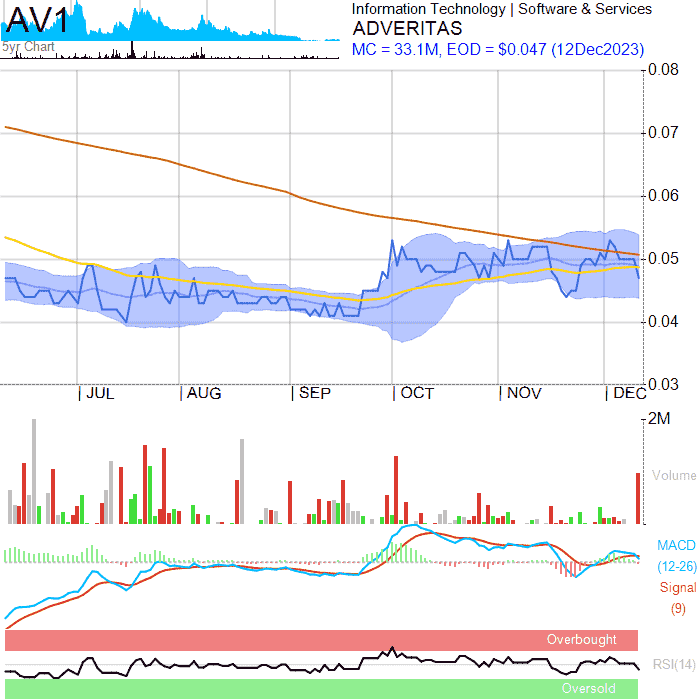 AV1
5yr Chart
Information Technology | Software & Services
ADVERITAS
MC = 33.1M, EOD = $0.047 (12Dec2023)
0.08
0.07
0.06
0.05
0.04
0.03
JUL AUG SEP OCT NOV DEC
2M
Volume
MACD
(12-26)
Signal
(9)
Overbought
RSI(14)
Oversold